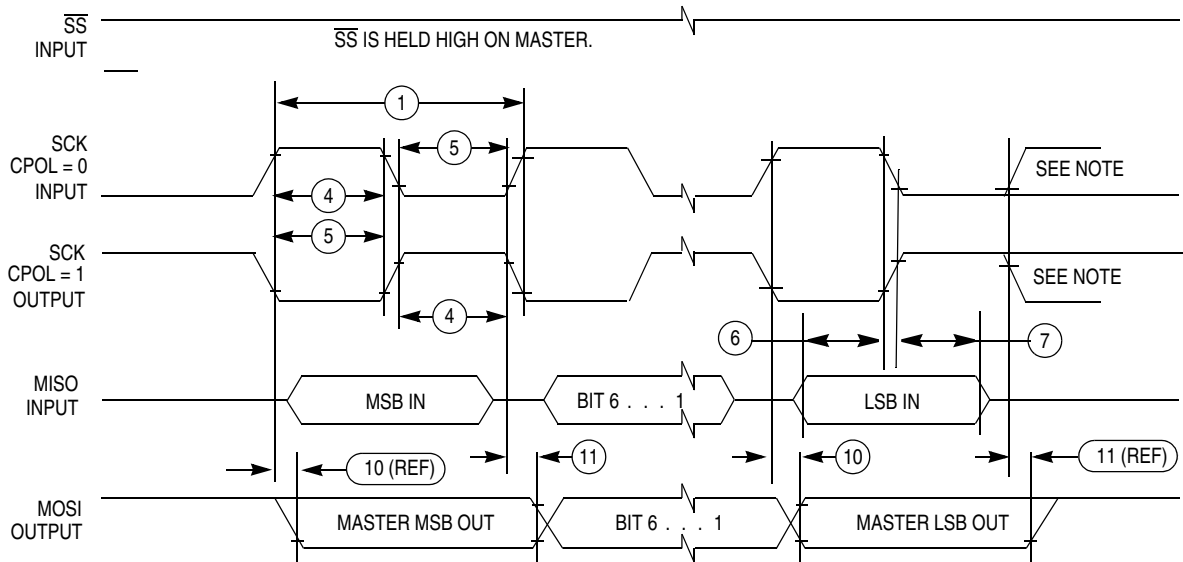 SS
INPUT
SS IS HELD HIGH ON MASTER.
1
SCK
CPOL = 0
INPUT
5
SEE NOTE
4
5
SCK
CPOL = 1
OUTPUT
SEE NOTE
4
6
7
MISO
INPUT
MSB IN
BIT 6 . . . 1
LSB IN
10 (REF)
11
10
11 (REF)
MOSI
OUTPUT
MASTER MSB OUT
BIT 6 . . . 1
MASTER LSB OUT